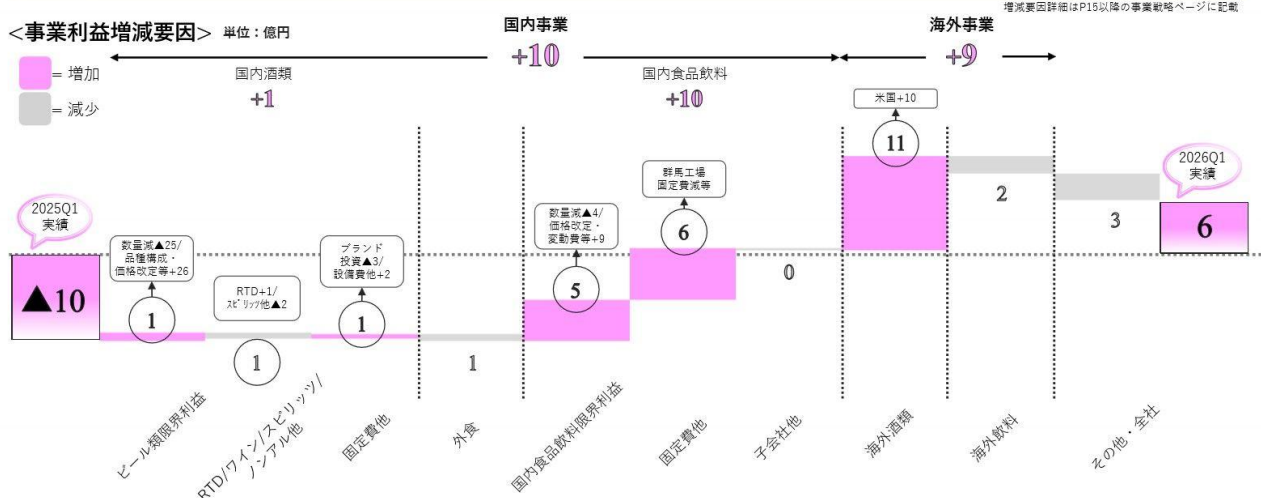 増減要因詳細はP15以降の事業戦略ページに記載
<事業利益増減要因> 単位：億円
国内事業
+10
海外事業
+9
= 増加
= 減少
国内酒類
+1
国内食品飲料
+10
2025Q1
実績
▲10
数量減▲25/
品種構成・
価格改定等+26
1
RTD+1/
ｽﾋﾟﾘｯﾂ他▲2
1
ブランド
投資▲3/
設備費他+2
1
1
数量減▲4/
価格改定・
変動費等+9
5
群馬工場
固定費減等
6
0
米国+10
11
2
3
2026Q1
実績
6
ビール類限界利益
RTD/ワイン/スピリッツ/
ノンアル他
固定費他
外食
国内食品飲料限界利益
固定費他
子会社他
海外酒類
海外飲料
その他・全社